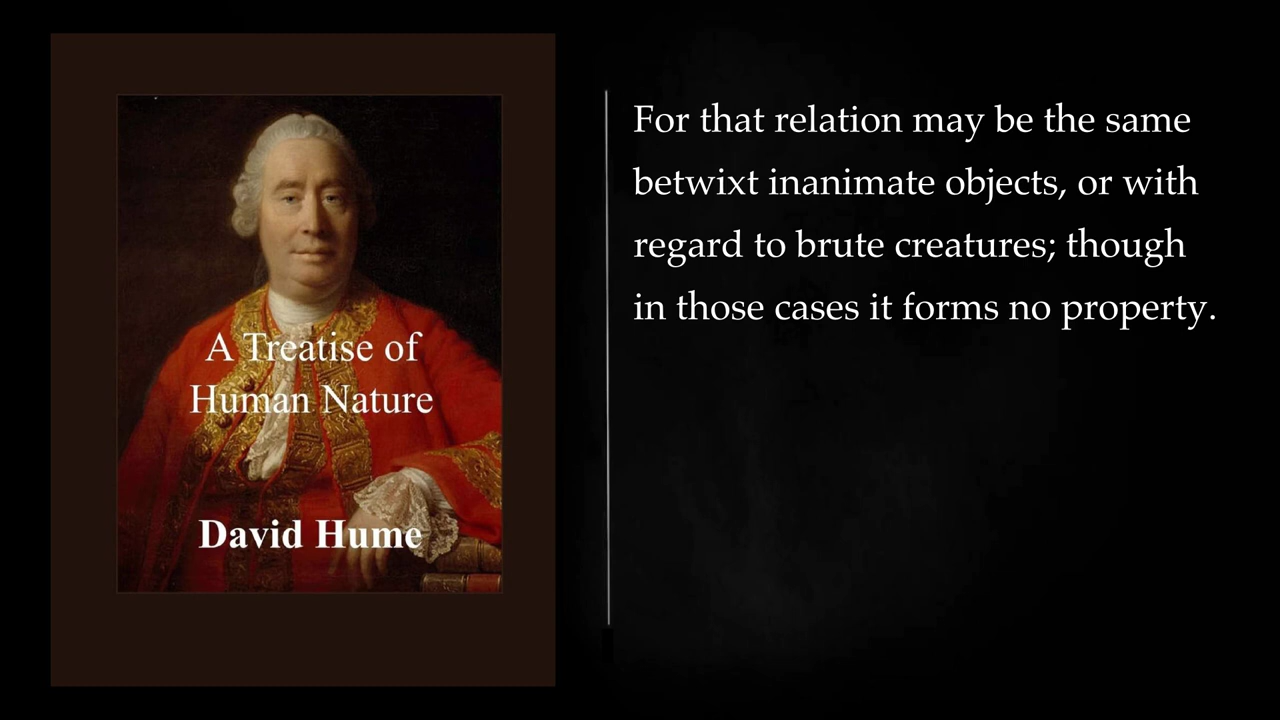 A Treatise of
Human Nature
David Hume
For that relation may be the same
betwixt inanimate objects, or with
regard to brute creatures; though
in those cases it forms no property.